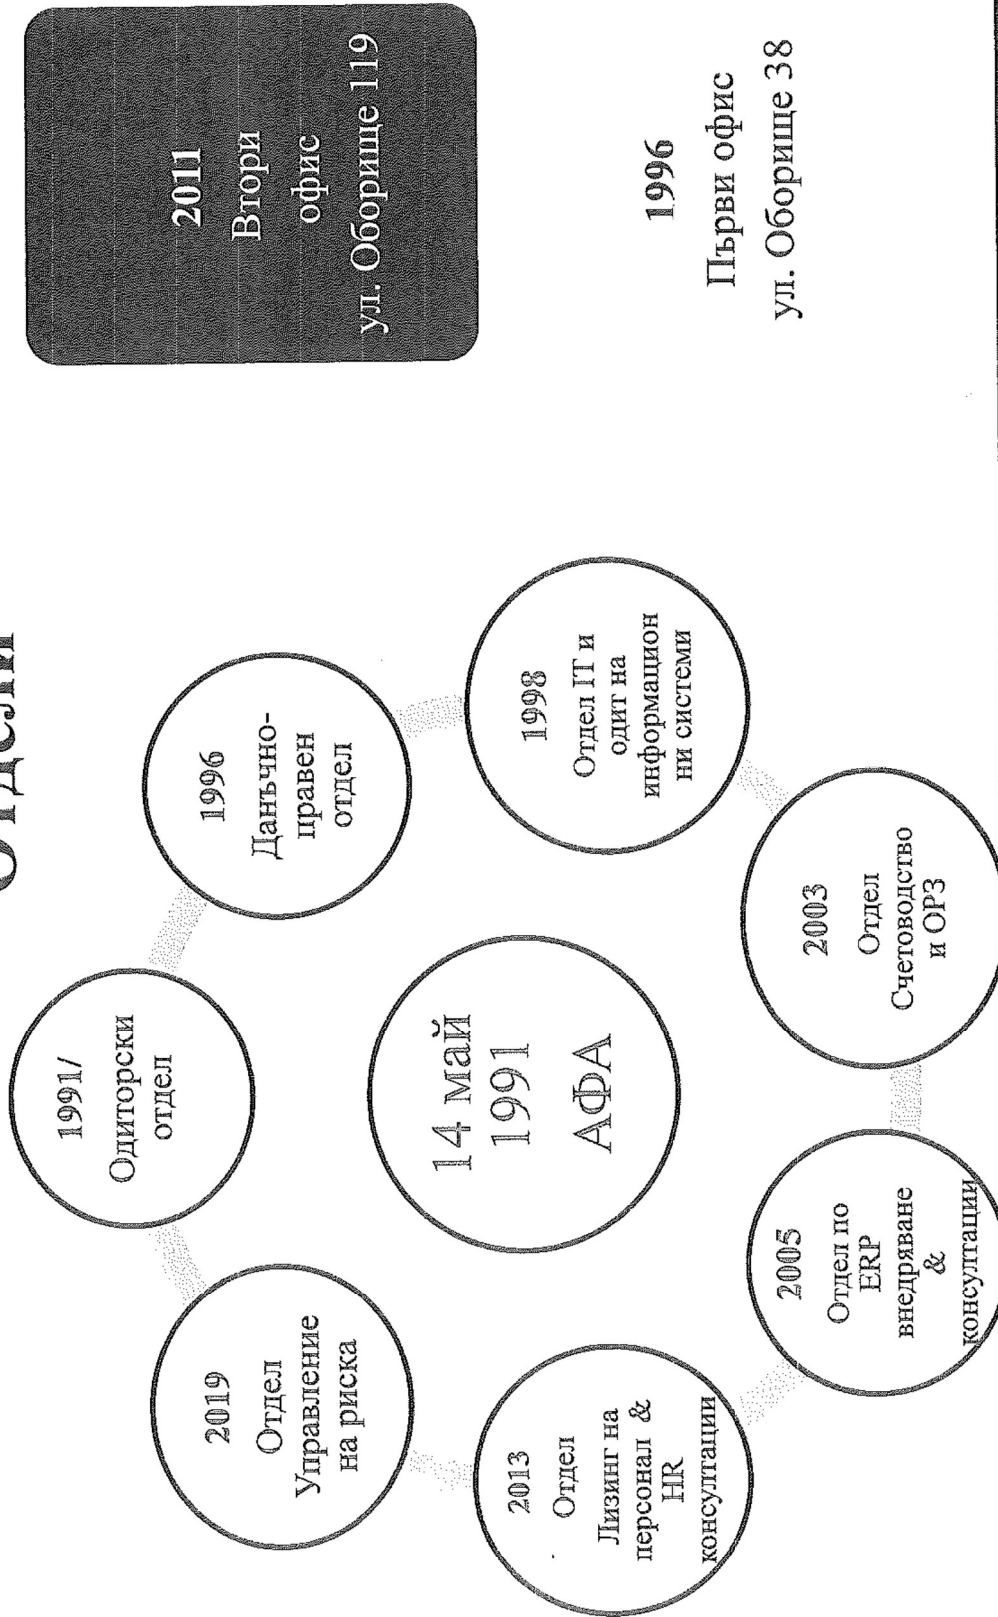 Отдели
1991/
Одиторски
отдел
1996
Данъчно-
правен
отдел
1998
Отдел IT и
одит на
информацион
ни системи
2003
Отдел
Счетоводство
и ОРЗ
2005
Отдел по
ERP
внедряване
&
консултации
2013
Отдел
Лизинг на
персонал &
HR
консултации
2019
Отдел
Управление
на риска
14 май
1991
АФА
2011
Втори
офис
ул. Оборище 119
1996
Първи офис
ул. Оборище 38